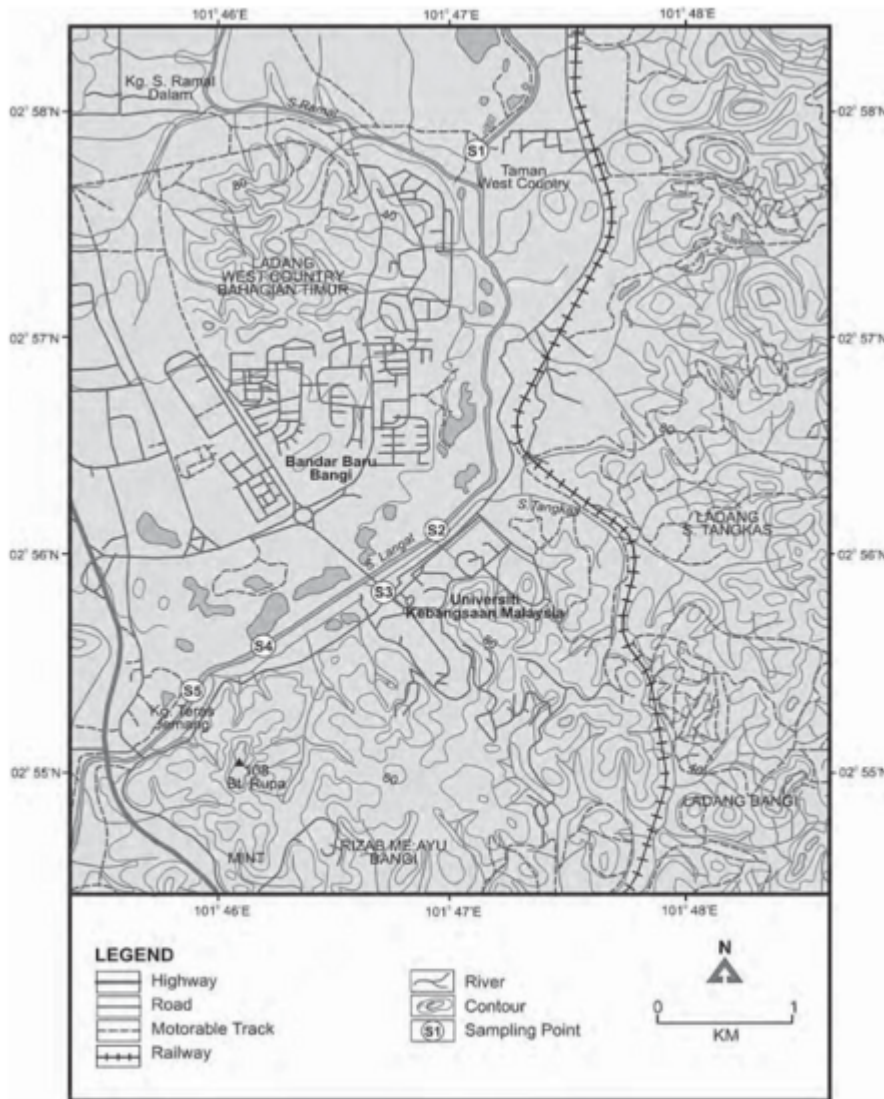 101° 46'E 101° 47'E 101° 48'E
Kg. S. Ramal
Dalam
02° 58'N
S.Ramal
02° 58'N
S1
Taman
West Country
80
40
LADANG
WEST COUNTRY
BAHAGIAN TIMUR
02° 57'N
02° 57'N
80
Bandar Baru
Bangi
S.Tangkas
LADANG
S. TANGKAS
S2
S. Langat
02° 56'N
02° 56'N
S3
Universiti
Kebangsaan Malaysia
80
S4
S5
Kg. Teras
Jernang
02° 55'N
108
Bt. Rupa
80
80
02° 55'N
LADANG BANGI
MINT
RIZAB ME AYU
BANGI
101° 46'E 101° 47'E 101° 48'E
LEGEND
Highway
Road
Motorable Track
Railway
River
Contour
S1 Sampling Point
N
0 1
KM